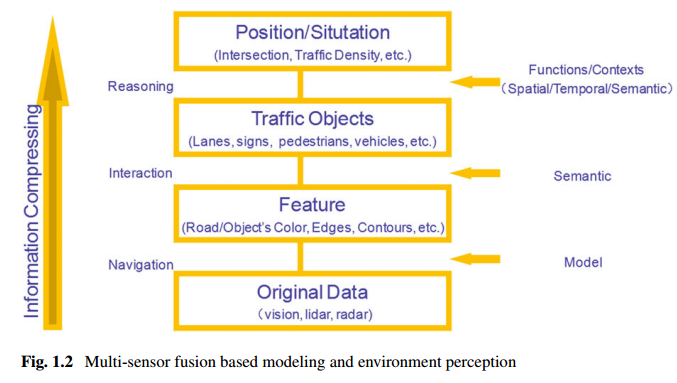 Position/Situtation
(Intersection, Traffic Density, etc.)
Reasoning
Functions/Contexts
(Spatial/Temporal/Semantic)
Traffic Objects
(Lanes, signs, pedestrians, vehicles, etc.)
Interaction
Semantic
Feature
(Road/Object's Color, Edges, Contours, etc.)
Navigation
Model
Original Data
(vision, lidar, radar)
Information Compressing
Fig. 1.2 Multi-sensor fusion based modeling and environment perception